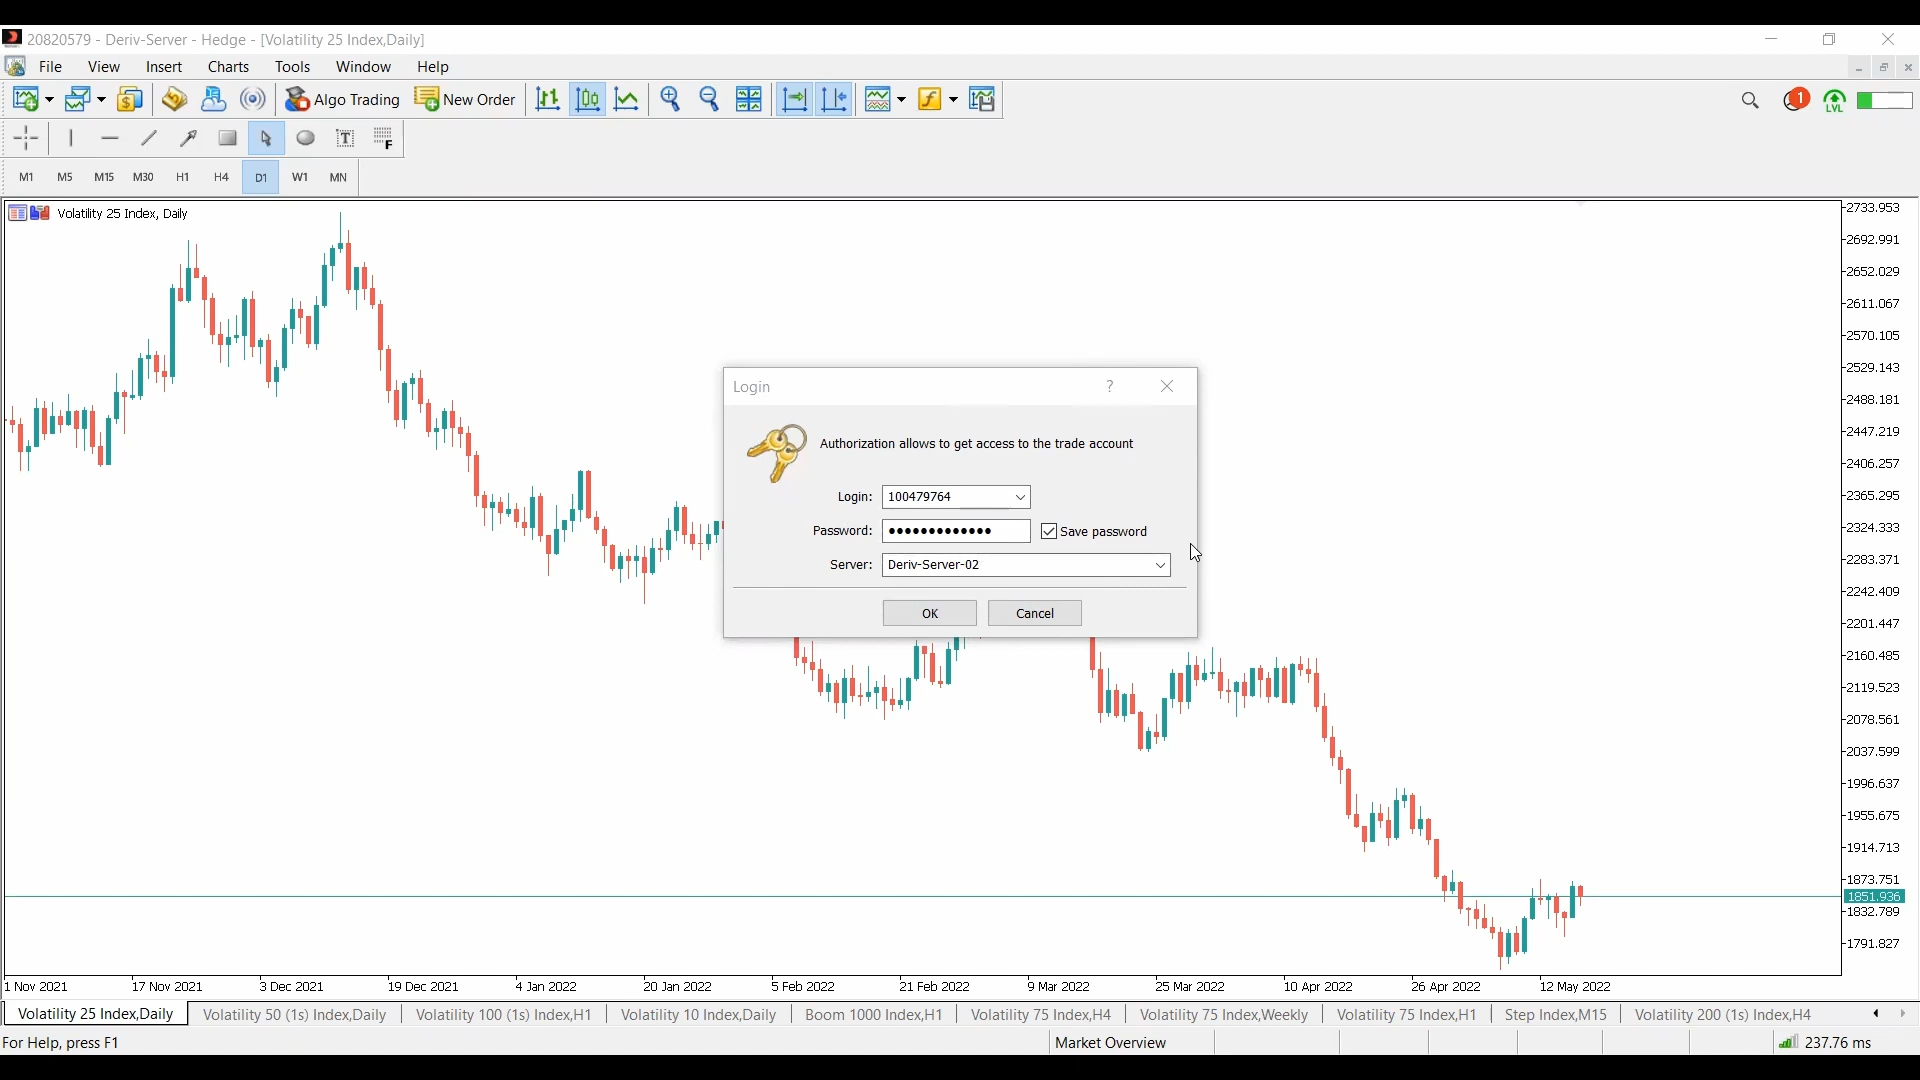 20820579 - Deriv-Server - Hedge - [Volatility 25 Index,Daily]
File View Insert Charts Tools Window Help
Algo Trading New Order
1
LVL
T F
M1 M5 M15 M30 H1 H4 D1 W1 MN
Volatility 25 Index, Daily
2733.953
2692.991
2652.029
2611.067
2570.105
2529.143
2488.181
2447.219
2406.257
2365.295
2324.333
2283.371
2242.409
2201.447
2160.485
2119.523
2078.561
2037.599
1996.637
1955.675
1914.713
1873.751
1851.936
1832.789
1791.827
Login ?
Authorization allows to get access to the trade account
Login: 100479764
Password: ●●●●●●●●●●●●● Save password
Server: Deriv-Server-02
OK Cancel
1 Nov 2021 17 Nov 2021 3 Dec 2021 19 Dec 2021 4 Jan 2022 20 Jan 2022 5 Feb 2022 21 Feb 2022 9 Mar 2022 25 Mar 2022 10 Apr 2022 26 Apr 2022 12 May 2022
Volatility 25 Index,Daily Volatility 50 (1s) Index,Daily Volatility 100 (1s) Index,H1 Volatility 10 Index,Daily Boom 1000 Index,H1 Volatility 75 Index,H4 Volatility 75 Index,Weekly Volatility 75 Index,H1 Step Index,M15 Volatility 200 (1s) Index,H4
For Help, press F1 Market Overview 237.76 ms